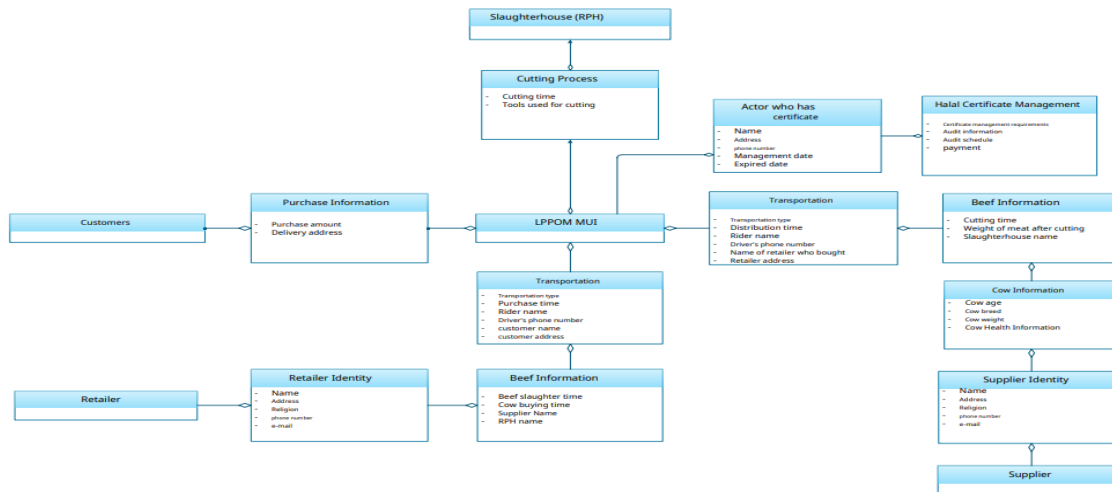 Slaughterhouse (RPH)
Cutting Process
- Cutting time
- Tools used for cutting
Actor who has
certificate
- Name
- Address
- phone number
- Management date
- Expired date
Halal Certificate Management
- Certificate management requirements
- Audit information
- Audit schedule
- payment
Customers
Purchase Information
- Purchase amount
- Delivery address
LPPOM MUI
Transportation
- Transportation type
- Distribution time
- Rider name
- Driver's phone number
- Name of retailer who bought
- Retailer address
Beef Information
- Cutting time
- Weight of meat after cutting
- Slaughterhouse name
Transportation
- Transportation type
- Purchase time
- Rider name
- Driver's phone number
- customer name
- customer address
Cow Information
- Cow age
- Cow breed
- Cow weight
- Cow Health Information
Retailer
Retailer Identity
- Name
- Address
- Religion
- phone number
- e-mail
Beef Information
- Beef slaughter time
- Cow buying time
- Supplier Name
- RPH name
Supplier Identity
- Name
- Address
- Religion
- phone number
- e-mail
Supplier